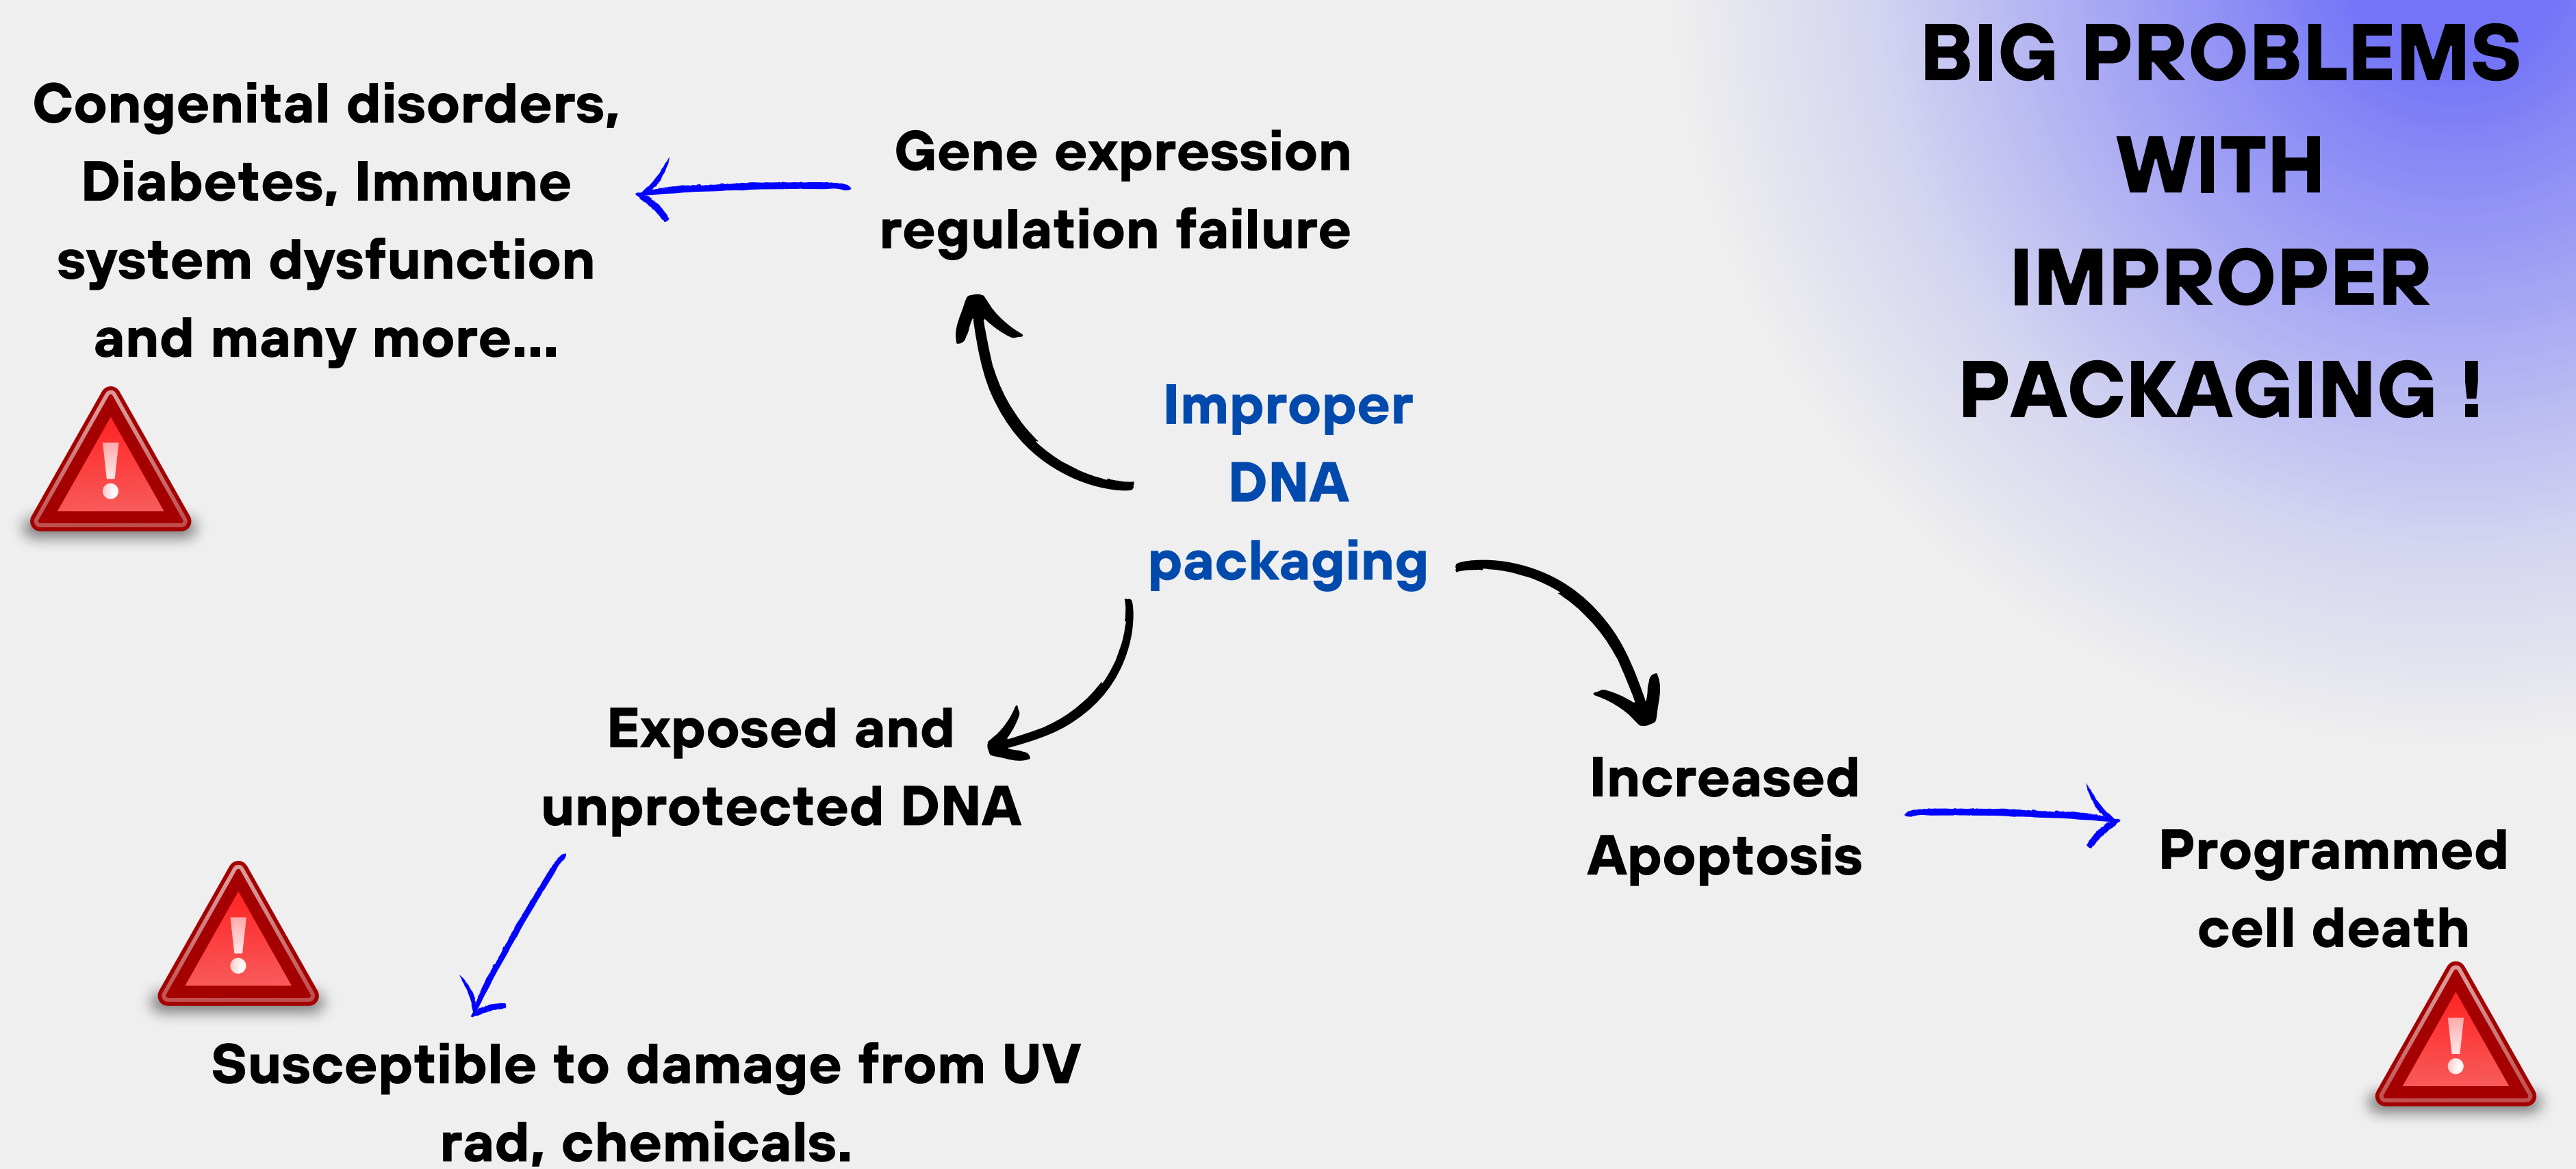 BIG PROBLEMS
WITH
IMPROPER
PACKAGING !
Congenital disorders,
Diabetes, Immune
system dysfunction
and many more...
Gene expression
regulation failure
Improper
DNA
packaging
Exposed and
unprotected DNA
Susceptible to damage from UV
rad, chemicals.
Increased
Apoptosis
Programmed
cell death
!
!
!